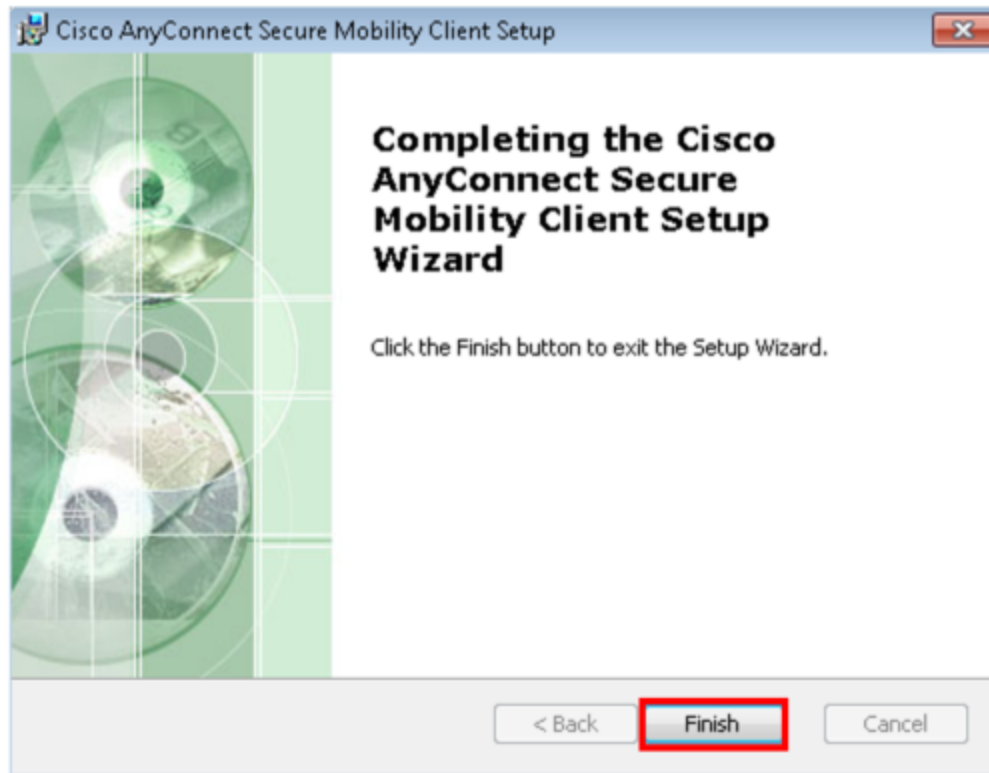 Cisco AnyConnect Secure Mobility Client Setup
Completing the Cisco
AnyConnect Secure
Mobility Client Setup
Wizard
Click the Finish button to exit the Setup Wizard.
< Back Finish Cancel